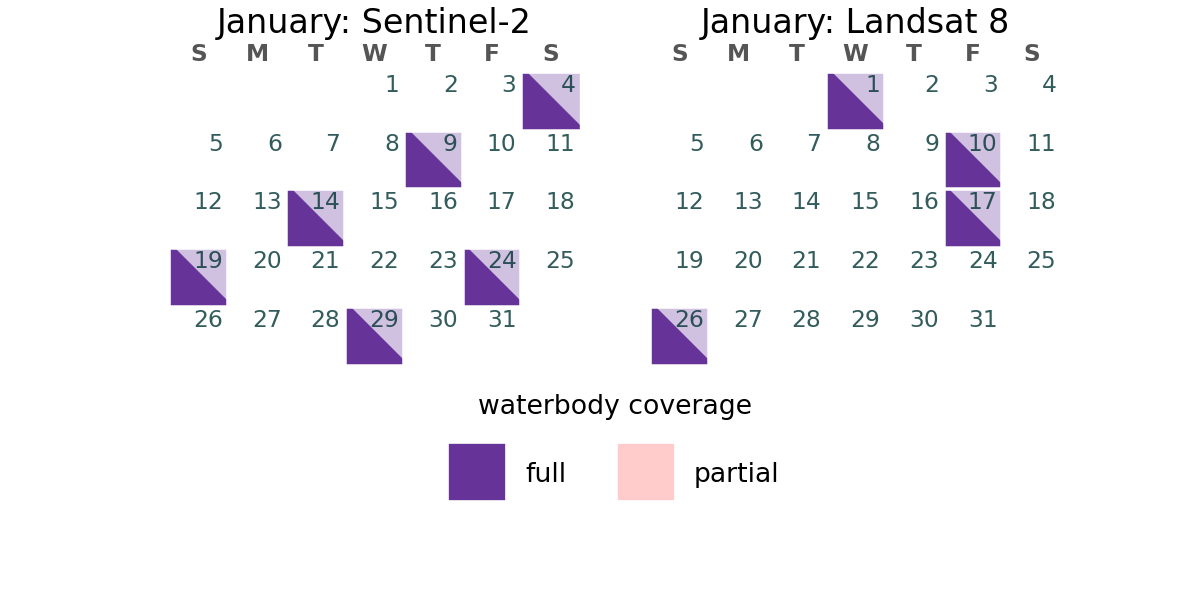 January: Sentinel-2
S M T W T F S
1 2 3 4
5 6 7 8 9 10 11
12 13 14 15 16 17 18
19 20 21 22 23 24 25
26 27 28 29 30 31
January: Landsat 8
S M T W T F S
1 2 3 4
5 6 7 8 9 10 11
12 13 14 15 16 17 18
19 20 21 22 23 24 25
26 27 28 29 30 31
waterbody coverage
full partial